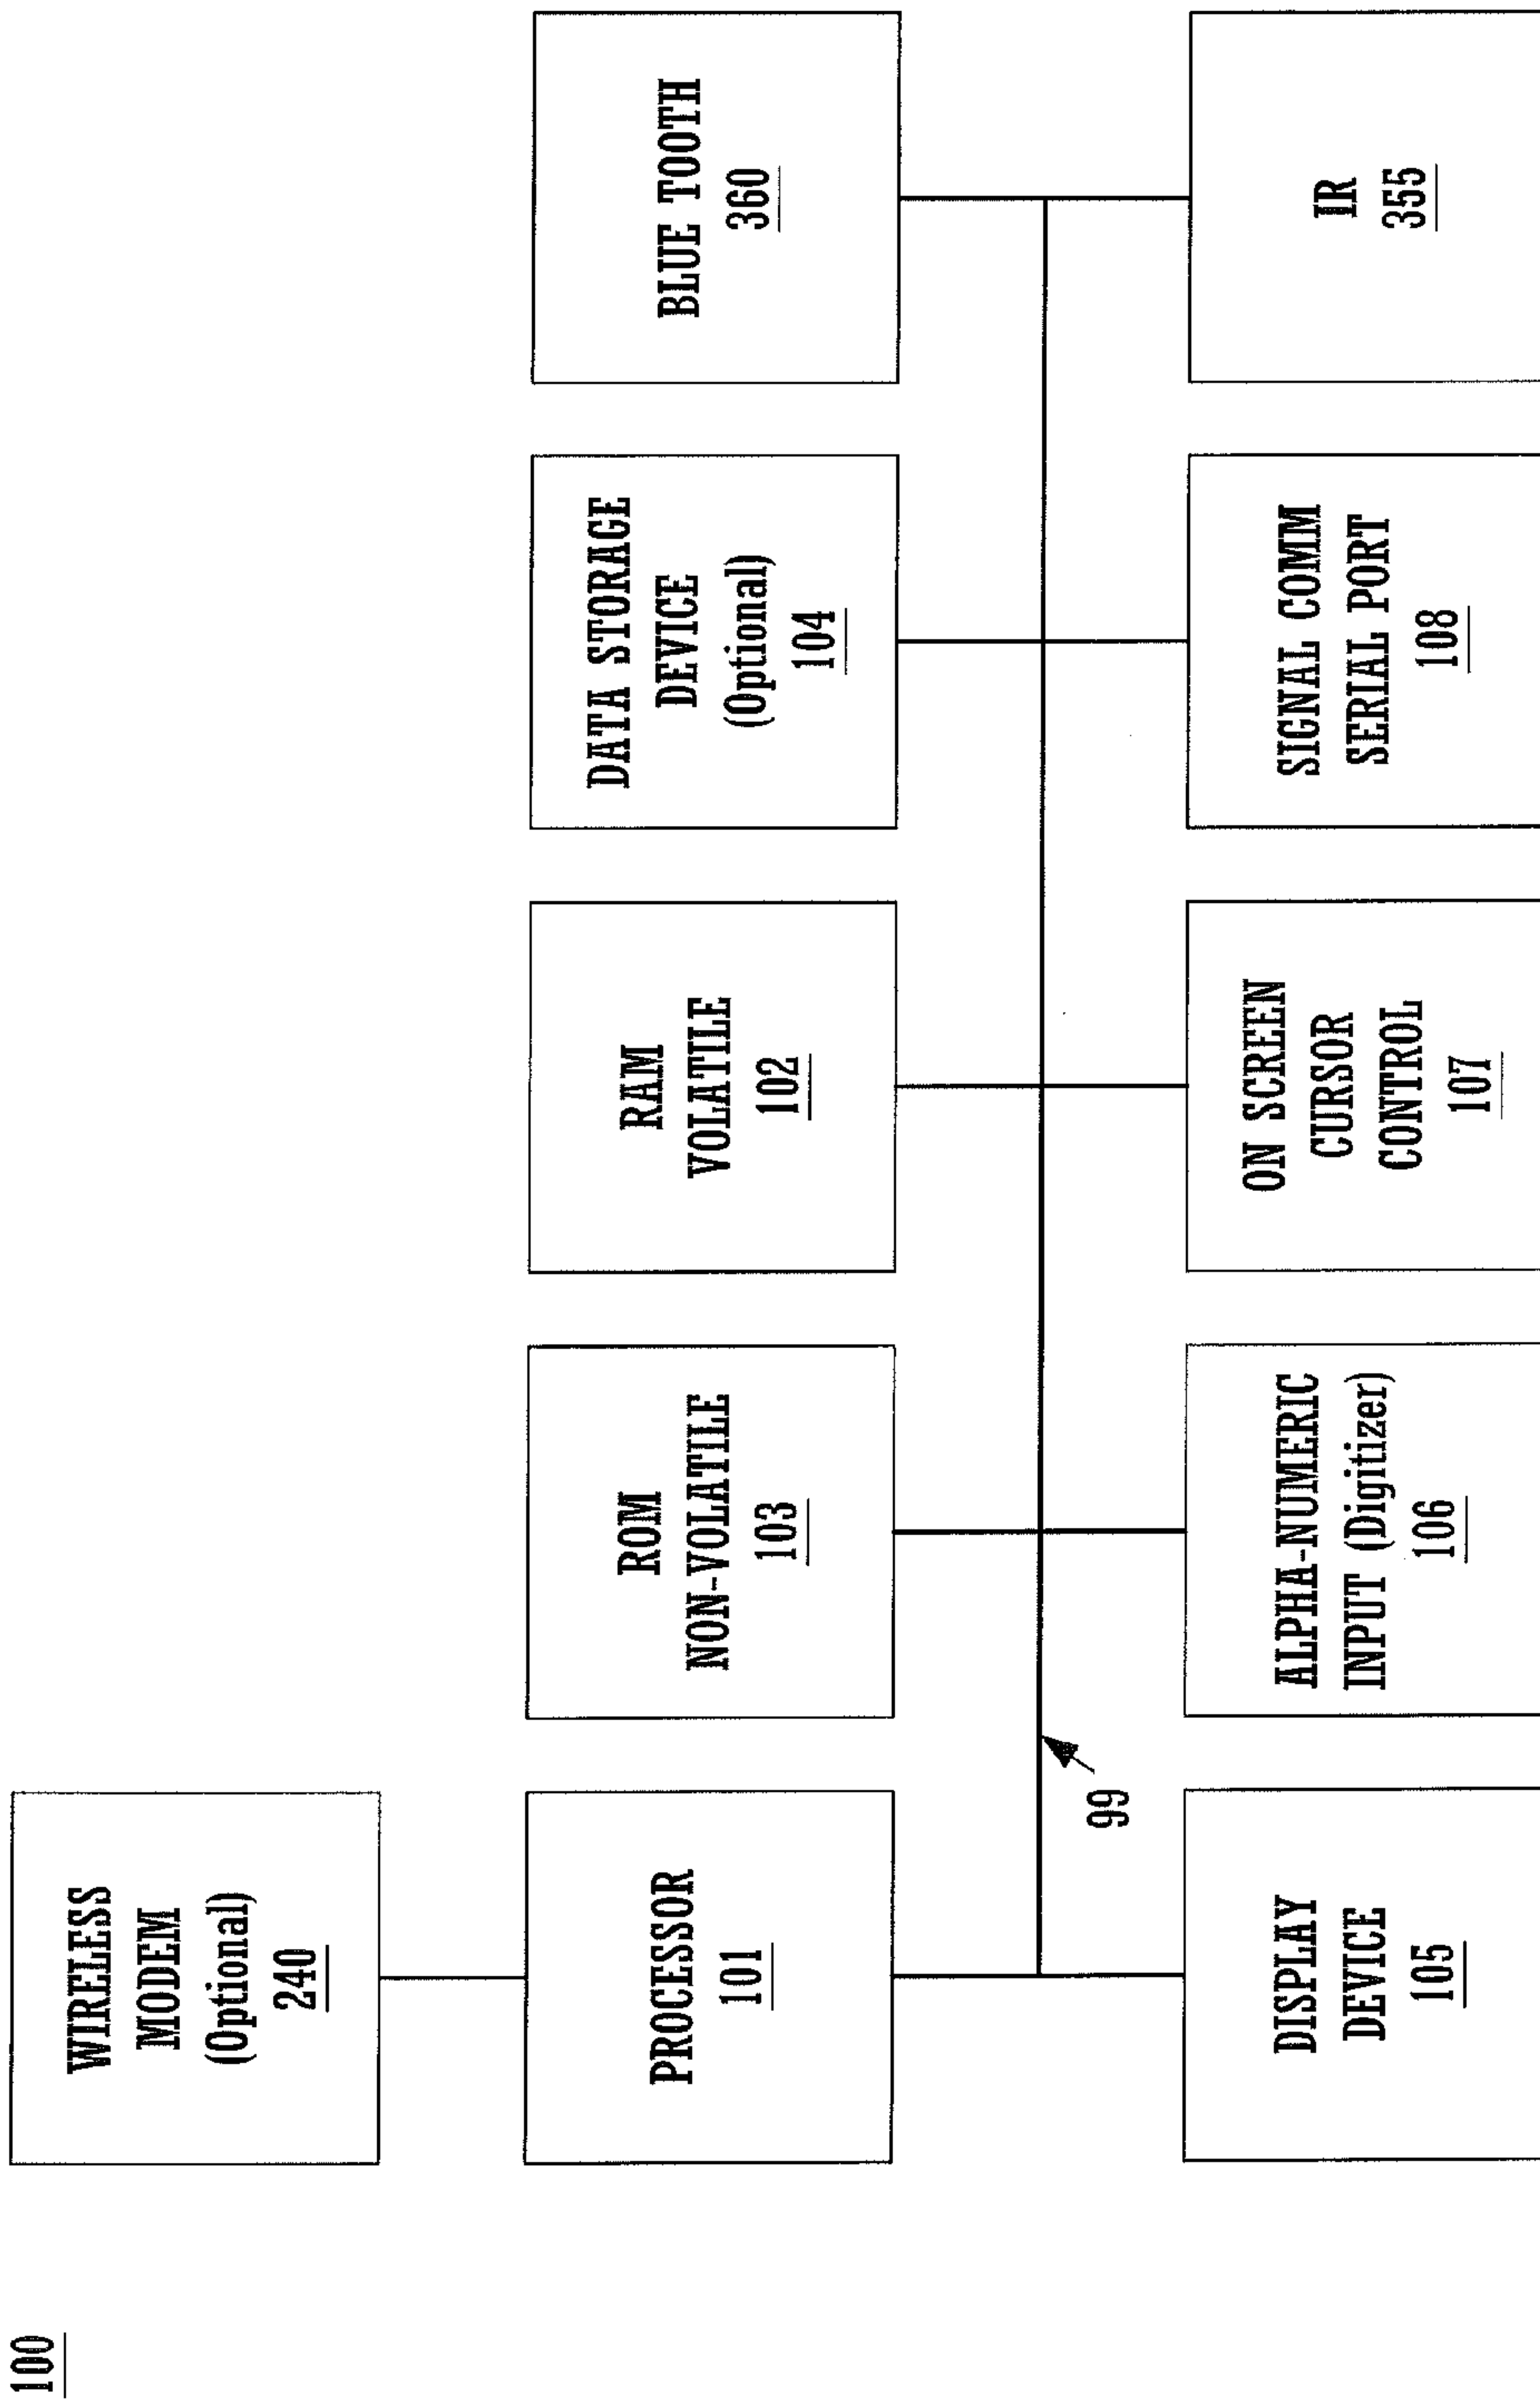 100
WIRELESS
MODEM
(Optional)
240
PROCESSOR
101
ROM
NON-VOLATILE
103
RAM
VOLATILE
102
DATA STORAGE
DEVICE
(Optional)
104
BLUE TOOTH
360
99
DISPLAY
DEVICE
105
ALPHA-NUMERIC
INPUT (Digitizer)
106
ON SCREEN
CURSOR
CONTROL
107
SIGNAL COMM
SERIAL PORT
108
IR
355